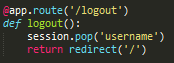 @app.route('/logout')
def logout():
    session.pop('username')
    return redirect('/')